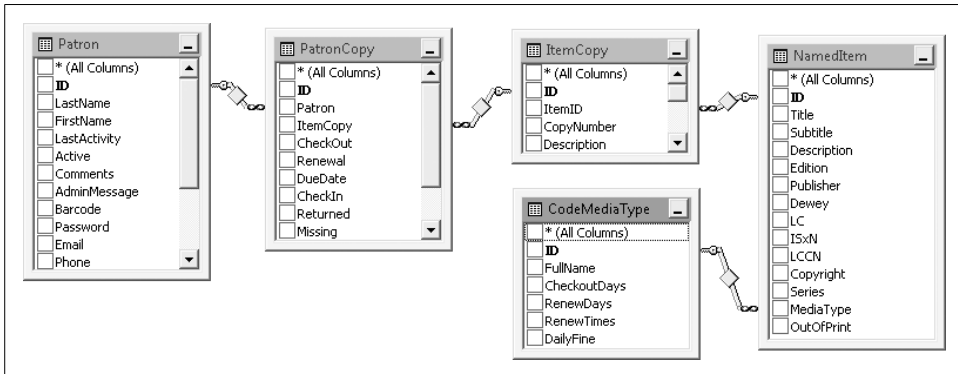 Patron
* (All Columns)
ID
LastName
FirstName
LastActivity
Active
Comments
AdminMessage
Barcode
Password
Email
Phone
PatronCopy
* (All Columns)
ID
Patron
ItemCopy
CheckOut
Renewal
DueDate
CheckIn
Returned
Missing
ItemCopy
* (All Columns)
ID
ItemID
CopyNumber
Description
CodeMediaType
* (All Columns)
ID
FullName
CheckoutDays
RenewDays
RenewTimes
DailyFine
NamedItem
* (All Columns)
ID
Title
Subtitle
Description
Edition
Publisher
Dewey
LC
ISxN
LCCN
Copyright
Series
MediaType
OutOfPrint